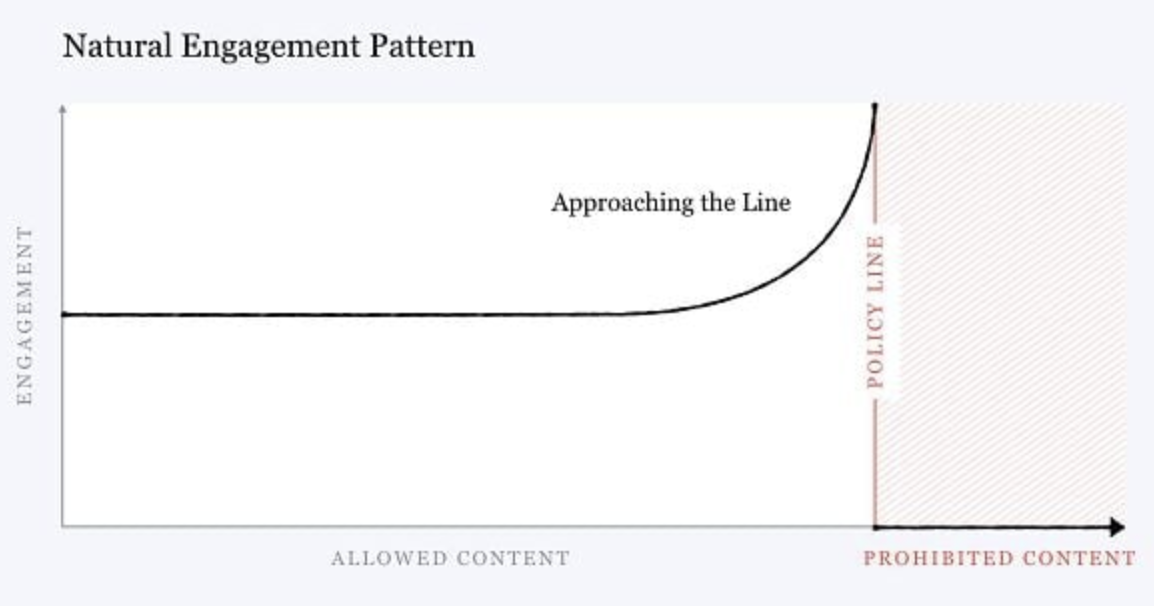 Natural Engagement Pattern
Approaching the Line
ENGAGEMENT
POLICY LINE
ALLOWED CONTENT
PROHIBITED CONTENT